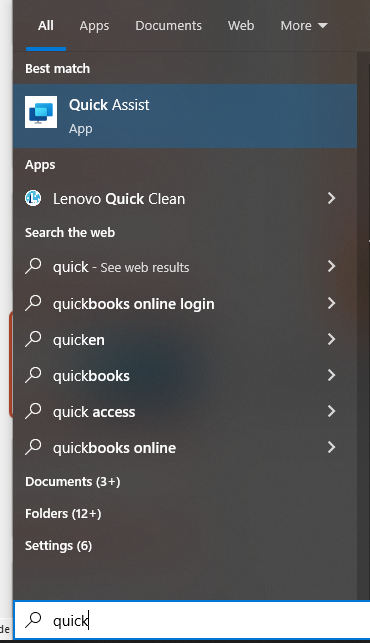 All Apps Documents Web More
Best match
Quick Assist
App
Apps
Lenovo Quick Clean
Search the web
quick - See web results
quickbooks online login
quicken
quickbooks
quick access
quickbooks online
Documents (3+)
Folders (12+)
Settings (6)
de
quick